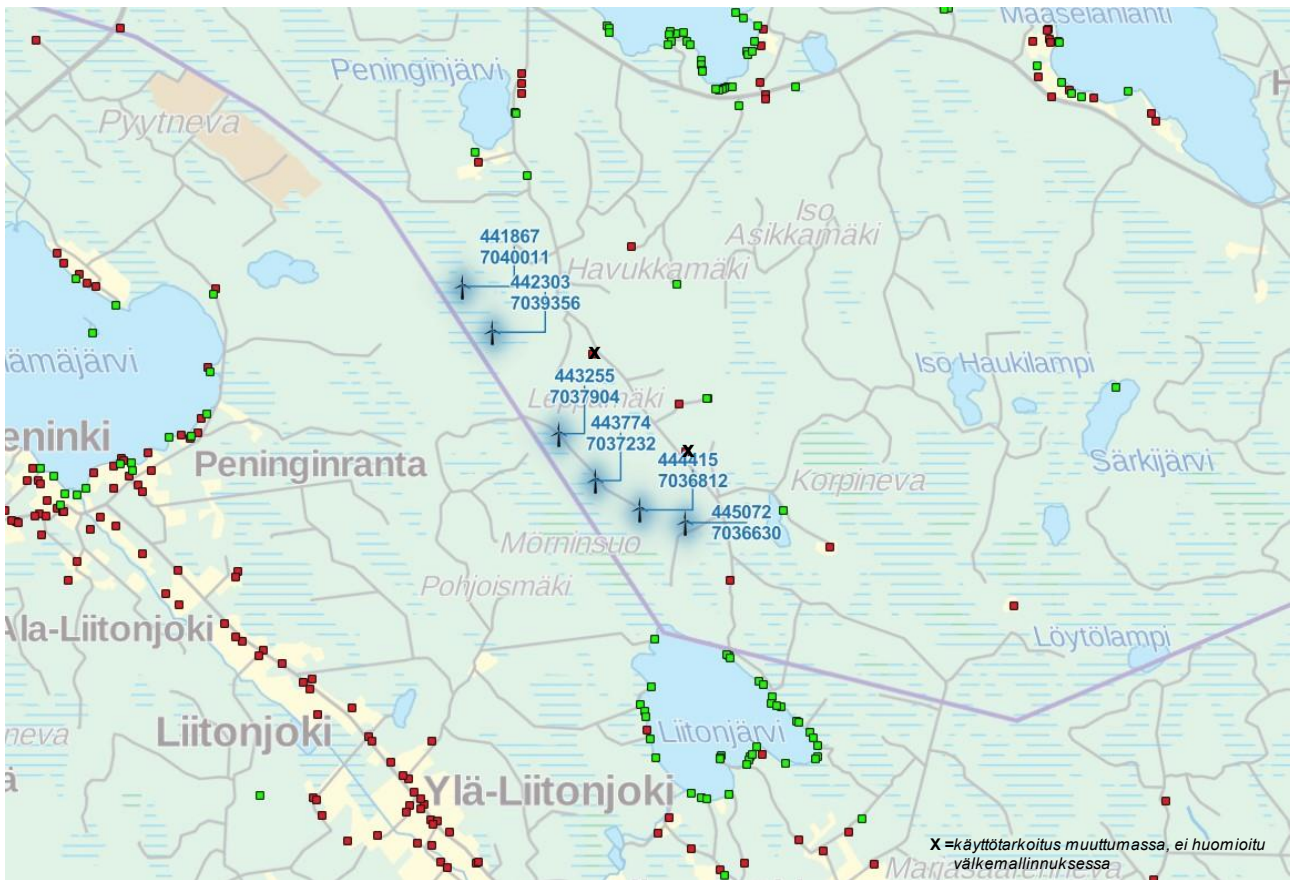 Maaselänlahti
Peninginjärvi
H
Pyytneva
Iso
Asikkamäki
441867
7040011
Havukkamäki
442303
7039356
x
ämäjärvi
Iso Haukilampi
443255
7037904
Leppämäki
443774
7037232
eninki
x
Peninginranta
444415
7036812
Särkijärvi
Korpineva
445072
7036630
Mörninsuo
Pohjoismäki
Ala-Liitonjoki
Löytölampi
Liitonjoki
neva
Liitonjärvi
ä
Ylä-Liitonjoki
X =käyttötarkoitus muuttumassa, ei huomioitu
välkemallinnuksessa